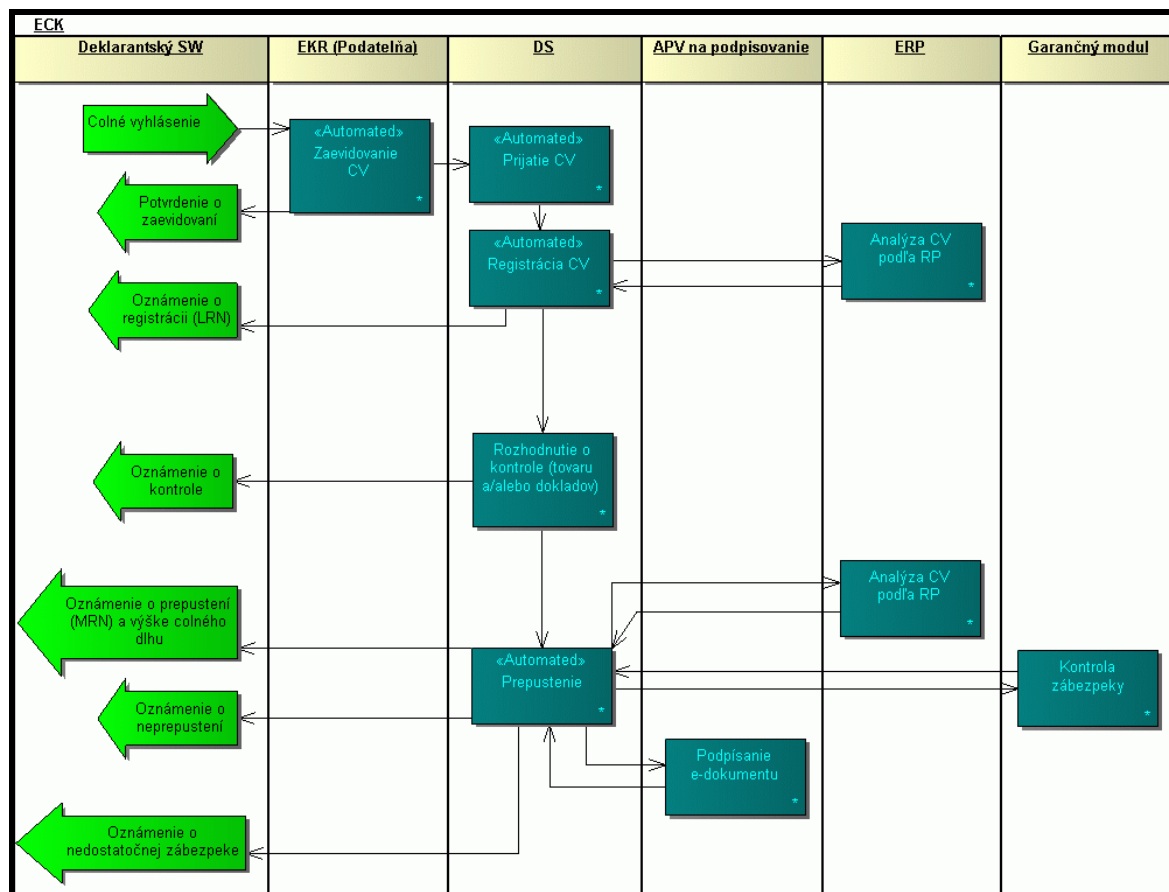 ECK
Deklarantský SW
EKR (Podateľňa)
DS
APV na podpisovanie
ERP
Garančný modul
Colné vyhlásenie
«Automated»
Zaevidovanie
CV
*
«Automated»
Prijatie CV
*
Potvrdenie o
zaevidovaní
«Automated»
Registrácia CV
*
Analýza CV
podľa RP
*
Oznámenie o
registrácii (LRN)
Rozhodnutie o
kontrole (tovaru
a/alebo dokladov)
*
Oznámenie o
kontrole
Analýza CV
podľa RP
*
Oznámenie o prepustení
(MRN) a výške colného
dlhu
«Automated»
Prepustenie
*
Kontrola
zábezpeky
*
Oznámenie o
neprepustení
Podpísanie
e-dokumentu
*
Oznámenie o
nedostatočnej zábezpeke